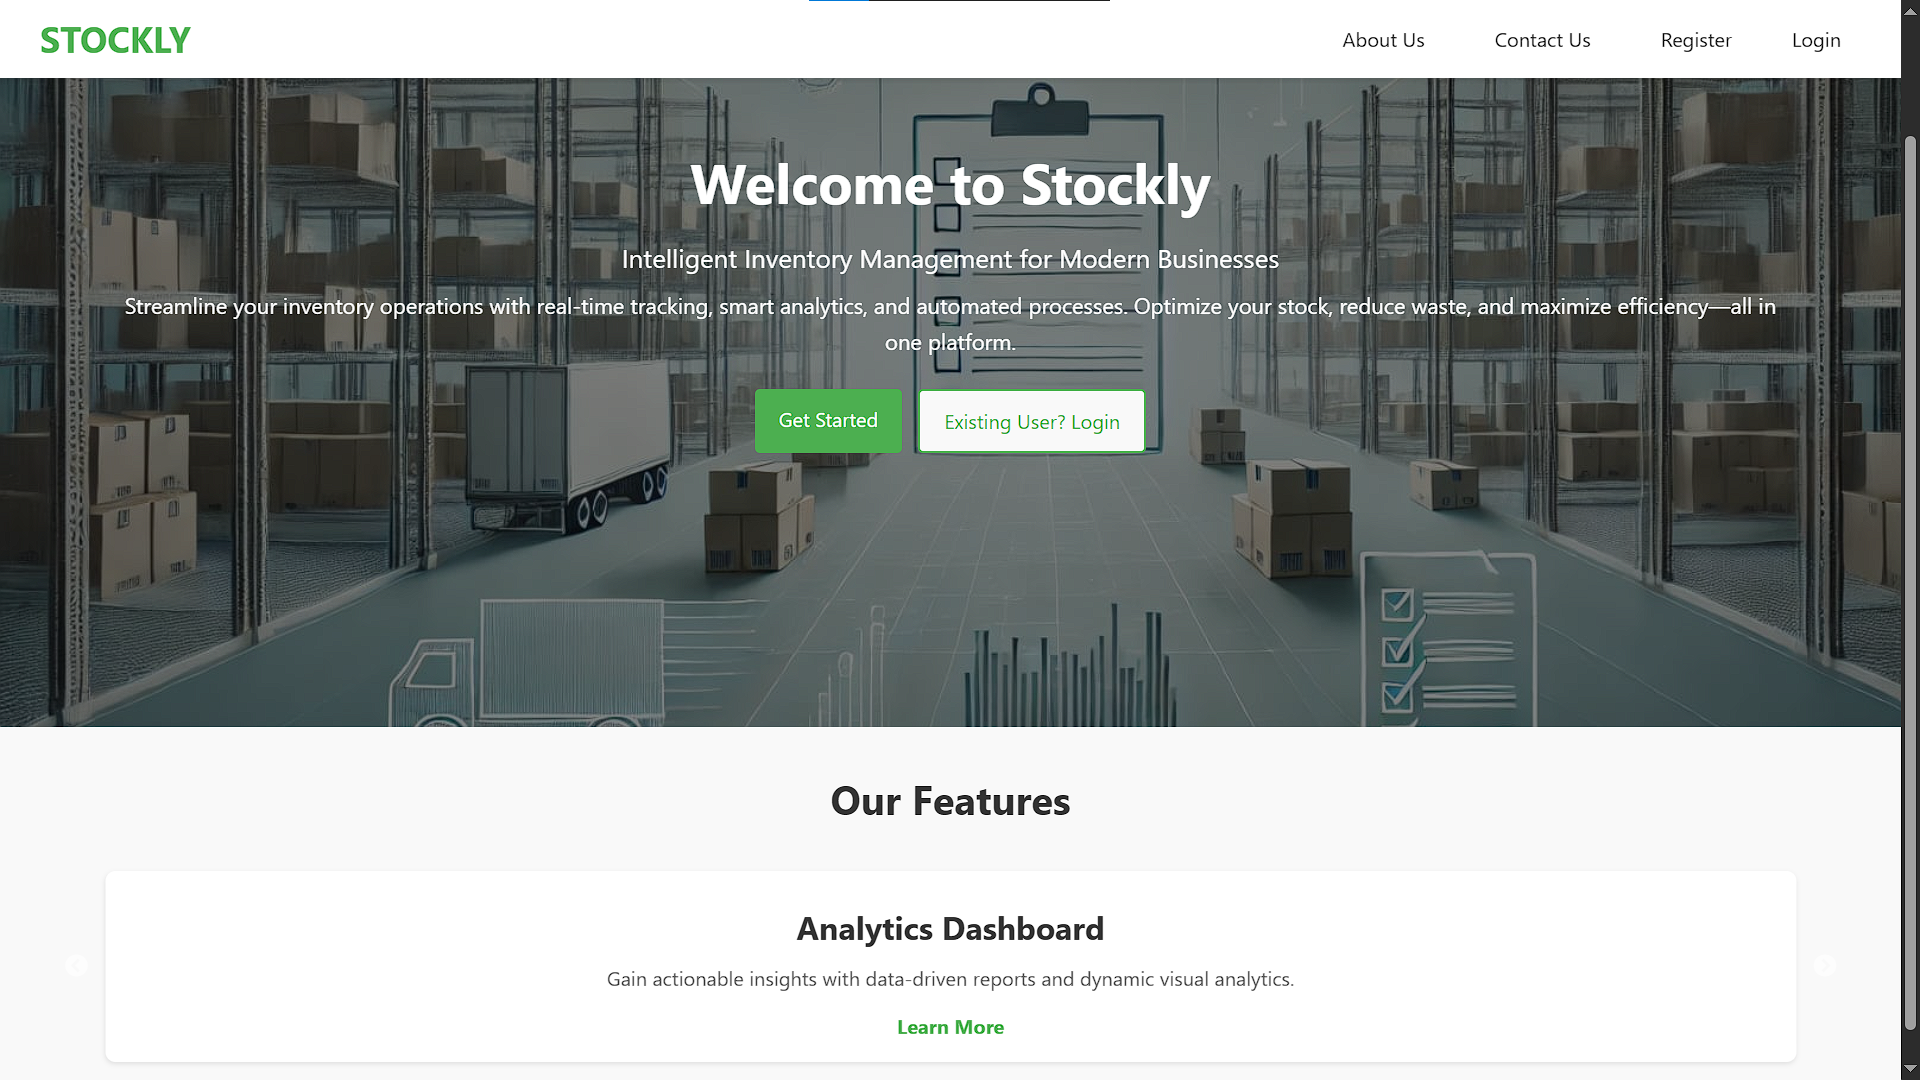 STOCKLY
About Us
Contact Us
Register
Login
Welcome to Stockly
Intelligent Inventory Management for Modern Businesses
Streamline your inventory operations with real-time tracking, smart analytics, and automated processes. Optimize your stock, reduce waste, and maximize efficiency—all in
one platform.
Get Started
Existing User? Login
Our Features
Analytics Dashboard
Gain actionable insights with data-driven reports and dynamic visual analytics.
Learn More